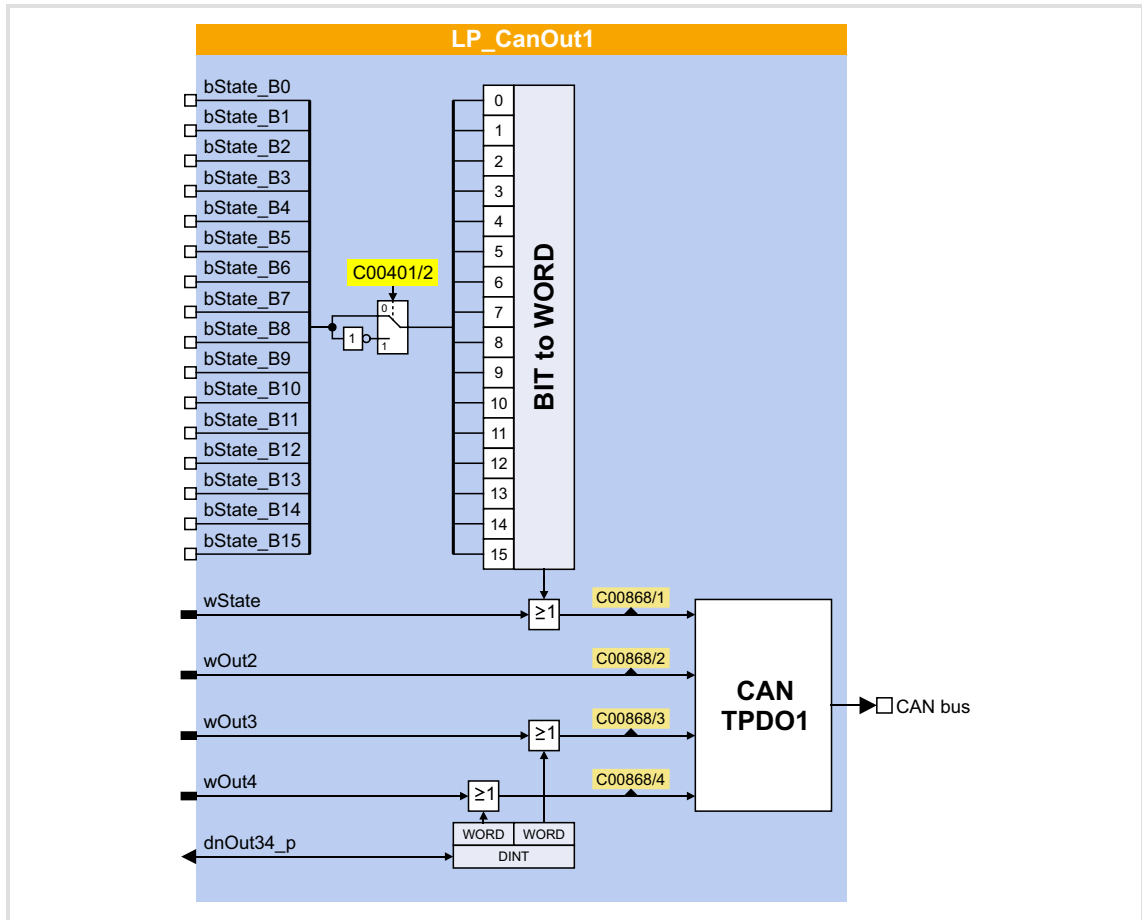 LP_CanOut1
bState_B0
bState_B1
bState_B2
bState_B3
bState_B4
bState_B5
bState_B6
bState_B7
bState_B8
bState_B9
bState_B10
bState_B11
bState_B12
bState_B13
bState_B14
bState_B15
C00401/2
0
1
1
0
1
2
3
4
5
6
7
8
9
10
11
12
13
14
15
BIT to WORD
wState
≥1
C00868/1
wOut2
C00868/2
wOut3
≥1
C00868/3
wOut4
≥1
C00868/4
dnOut34_p
WORD WORD
DINT
CAN
TPDO1
CAN bus